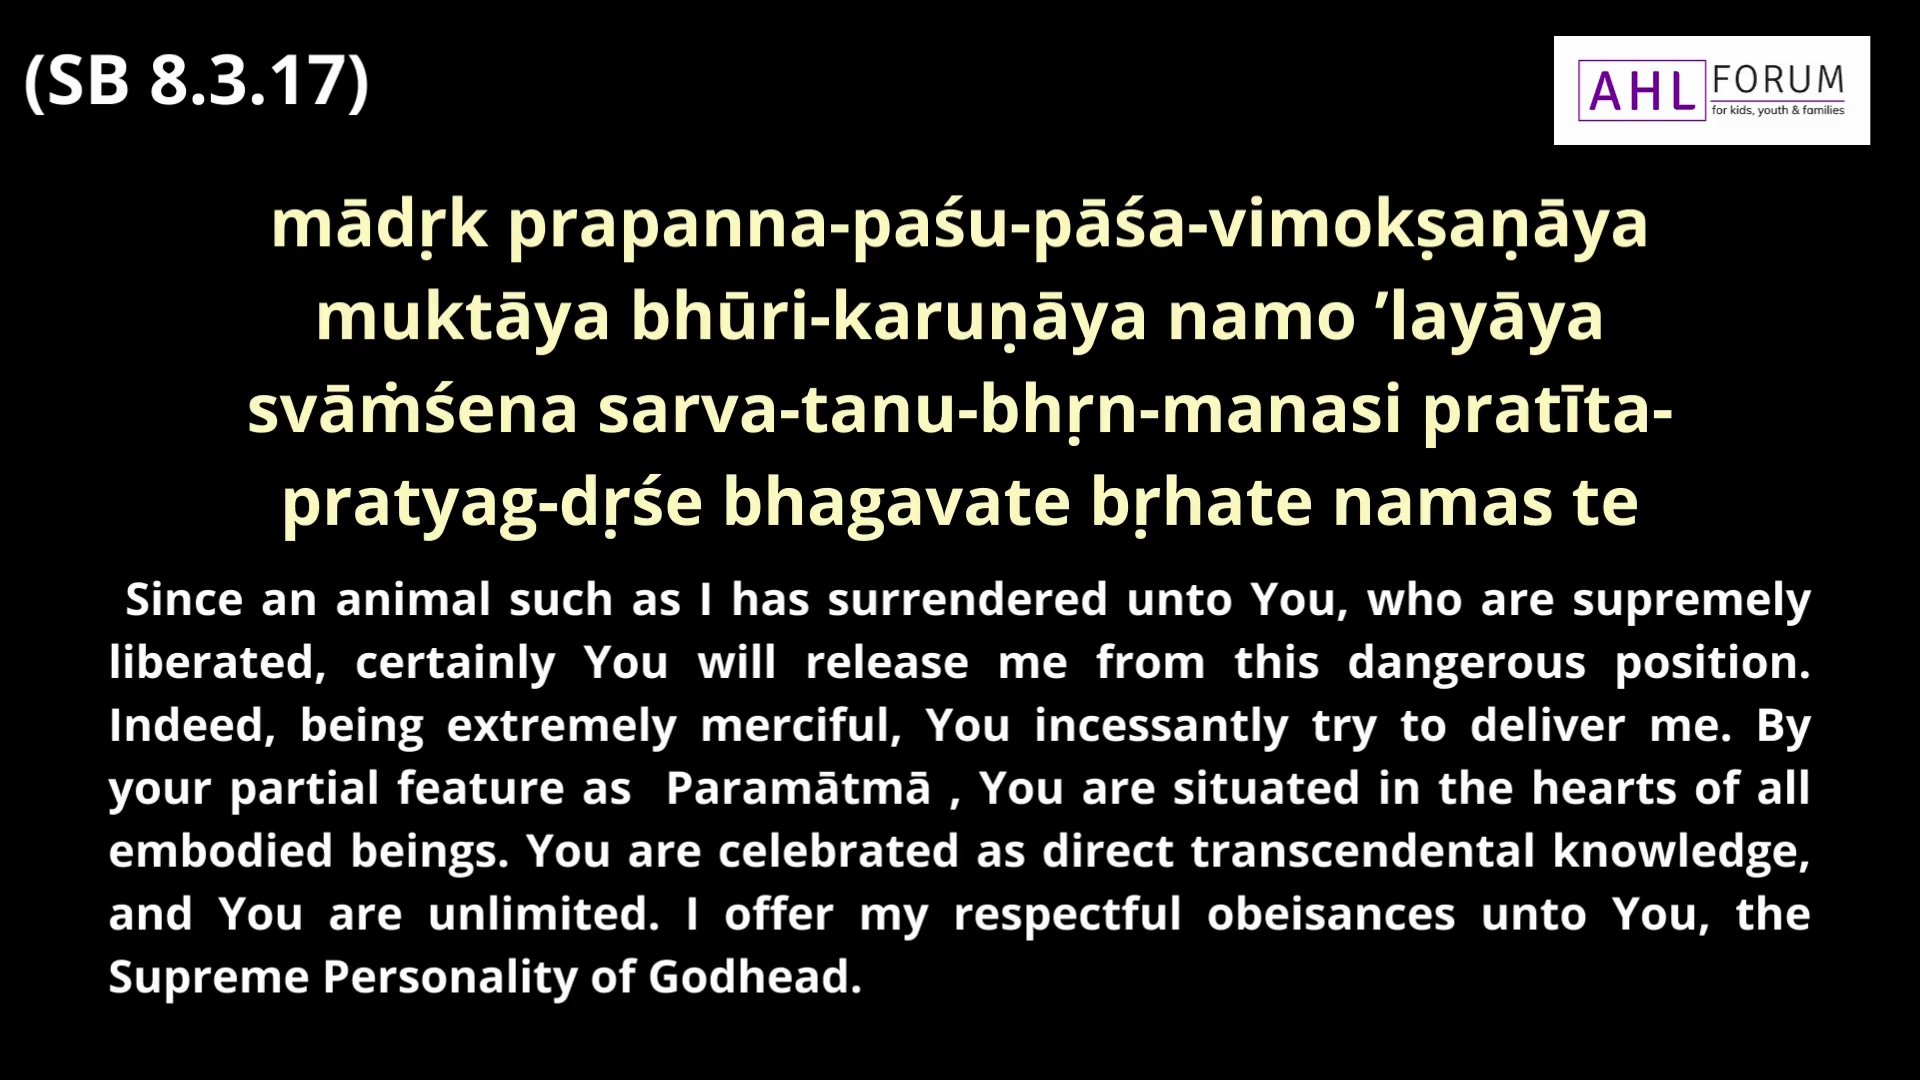 (SB 8.3.17)
AHL FORUM
for kids, youth & families
mādṛk prapanna-paśu-pāśa-vimokṣaṇāya
muktāya bhūri-karuṇāya namo ’layāya
svāṁśena sarva-tanu-bhṛn-manasi pratīta-
pratyag-dṛśe bhagavate bṛhate namas te
Since an animal such as I has surrendered unto You, who are supremely
liberated, certainly You will release me from this dangerous position.
Indeed, being extremely merciful, You incessantly try to deliver me. By
your partial feature as  Paramātmā , You are situated in the hearts of all
embodied beings. You are celebrated as direct transcendental knowledge,
and You are unlimited. I offer my respectful obeisances unto You, the
Supreme Personality of Godhead.